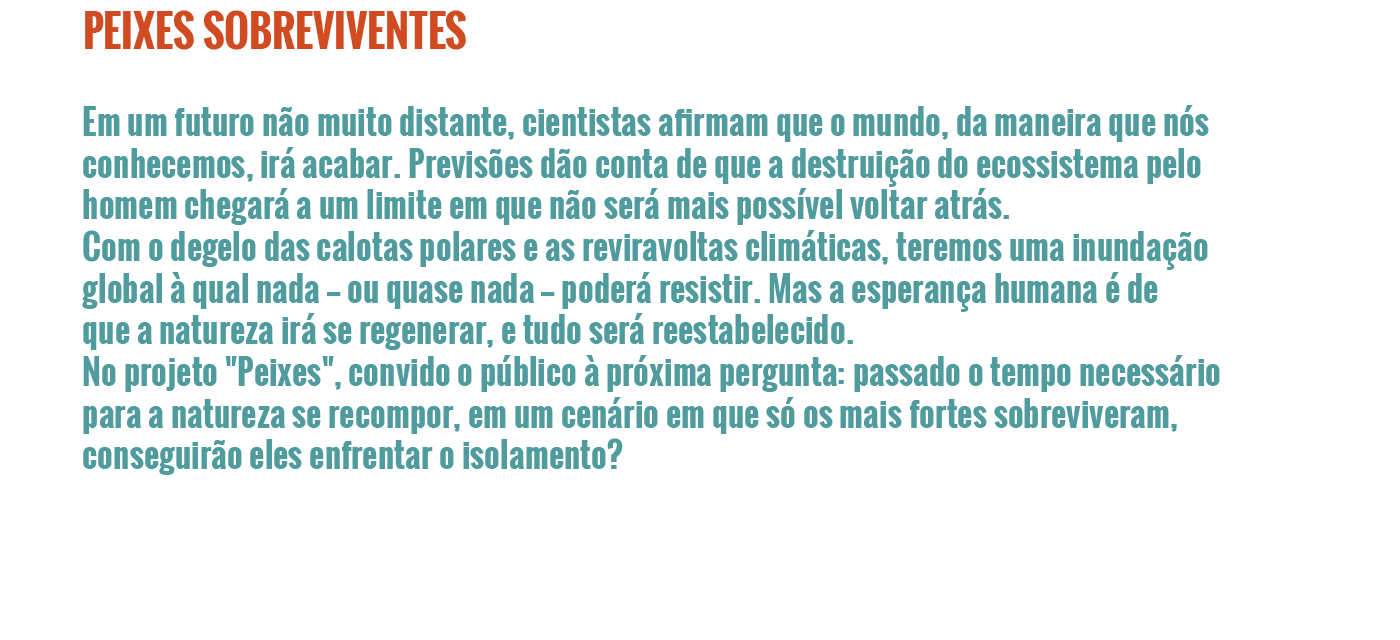 PEIXES SOBREVIVENTES
Em um futuro não muito distante, cientistas afirmam que o mundo, da maneira que nós
conhecemos, irá acabar. Previsões dão conta de que a destruição do ecossistema pelo
homem chegará a um limite em que não será mais possível voltar atrás.
Com o degelo das calotas polares e as reviravoltas climáticas, teremos uma inundação
global à qual nada – ou quase nada – poderá resistir. Mas a esperança humana é de
que a natureza irá se regenerar, e tudo será reestabelecido.
No projeto "Peixes", convido o público à próxima pergunta: passado o tempo necessário
para a natureza se recompor, em um cenário em que só os mais fortes sobreviveram,
conseguirão eles enfrentar o isolamento?